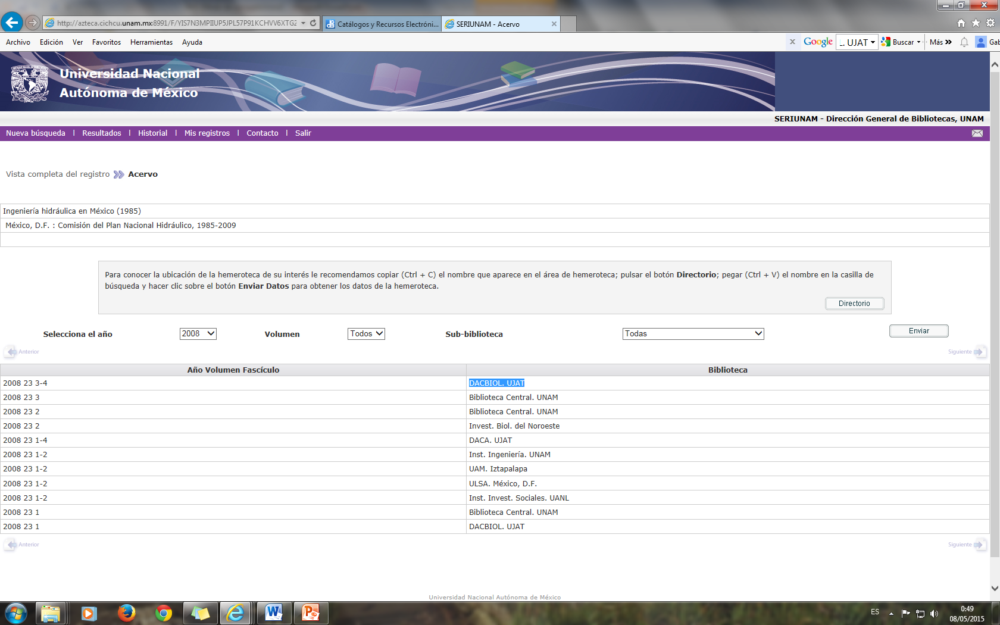 http://azteca.cichcu.unam.mx:8991/F/YIS7N3MPIIUP5JPL57P91KCHVV6XTG2
Catálogos y Recursos Electróni...
SERIUNAM - Acervo
Archivo Edición Ver Favoritos Herramientas Ayuda
x Google . UJAT Buscar Más » Gab
Universidad Nacional
Autónoma de México
SERIUNAM - Dirección General de Bibliotecas, UNAM
Nueva búsqueda | Resultados | Historial | Mis registros | Contacto | Salir
Vista completa del registro Acervo
Ingeniería hidráulica en México (1985)
México, D.F. : Comisión del Plan Nacional Hidráulico, 1985-2009
Para conocer la ubicación de la hemeroteca de su interés le recomendamos copiar (Ctrl + C) el nombre que aparece en el área de hemeroteca; pulsar el botón Directorio; pegar (Ctrl + V) el nombre en la casilla de
búsqueda y hacer clic sobre el botón Enviar Datos para obtener los datos de la hemeroteca.
Directorio
Selecciona el año 2008 Volumen Todos Sub-biblioteca Todas Enviar
Anterior Siguiente
Año Volumen Fascículo Biblioteca
2008 23 3-4 DACBIOL. UJAT
2008 23 3 Biblioteca Central. UNAM
2008 23 2 Biblioteca Central. UNAM
2008 23 2 Invest. Biol. del Noroeste
2008 23 1-4 DACA. UJAT
2008 23 1-2 Inst. Ingeniería. UNAM
2008 23 1-2 UAM. Iztapalapa
2008 23 1-2 ULSA. México, D.F.
2008 23 1-2 Inst. Invest. Sociales. UANL
2008 23 1 Biblioteca Central. UNAM
2008 23 1 DACBIOL. UJAT
Anterior Siguiente
Universidad Nacional Autónoma de México
ES 0:49
08/05/2015